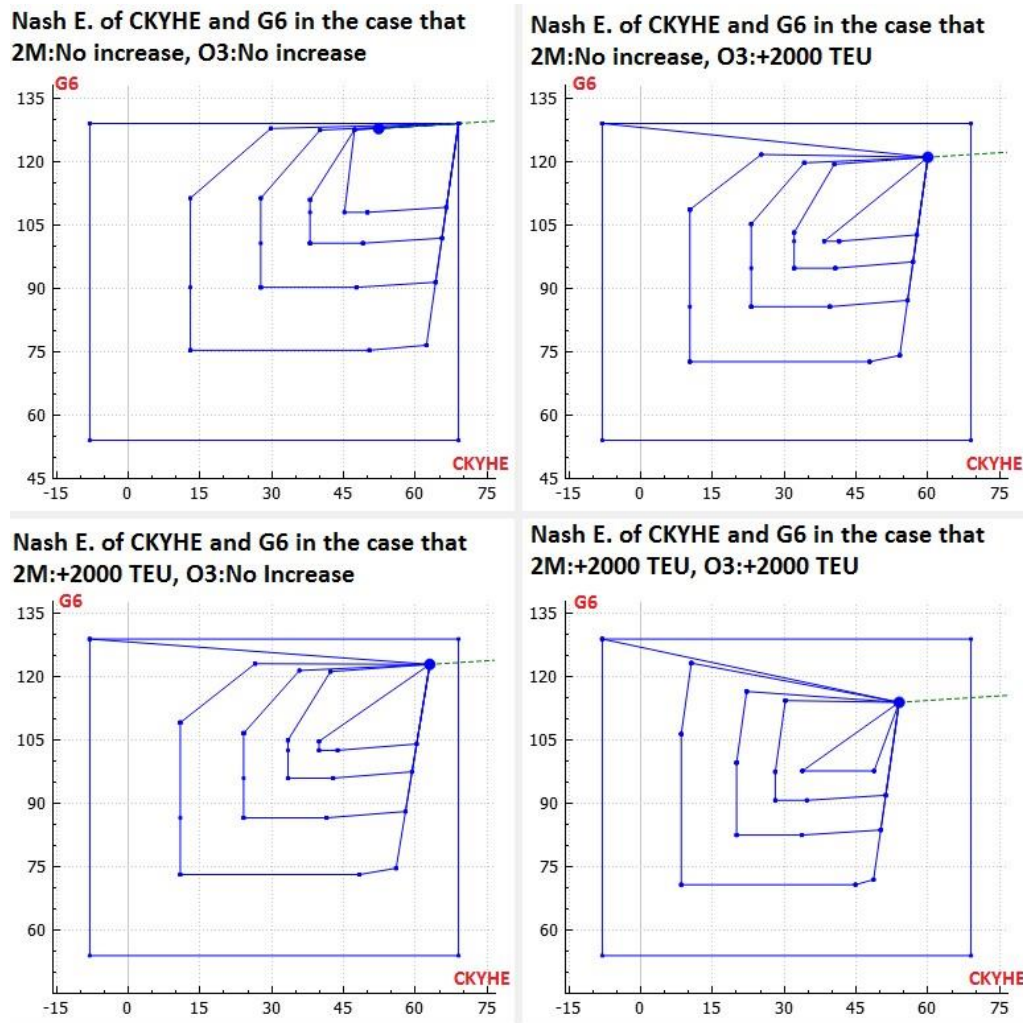 Nash E. of CKYHE and G6 in the case that
2M:No increase, O3:No increase
G6
135
120
105
90
75
60
45
CKYHE
-15 0 15 30 45 60 75
Nash E. of CKYHE and G6 in the case that
2M:No increase, O3:+2000 TEU
G6
135
120
105
90
75
60
45
CKYHE
-15 0 15 30 45 60 75
Nash E. of CKYHE and G6 in the case that
2M:+2000 TEU, O3:No Increase
G6
135
120
105
90
75
60
CKYHE
-15 0 15 30 45 60 75
Nash E. of CKYHE and G6 in the case that
2M:+2000 TEU, O3:+2000 TEU
G6
135
120
105
90
75
60
CKYHE
-15 0 15 30 45 60 75